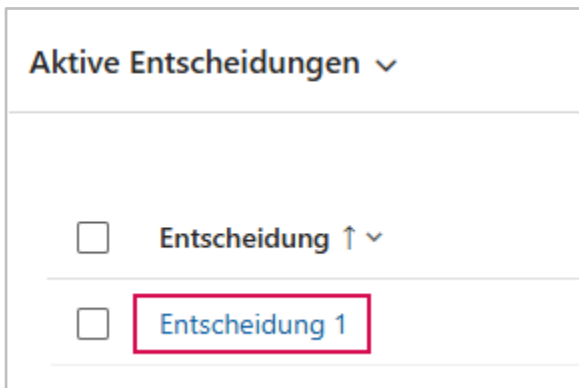 Aktive Entscheidungen
Entscheidung ↑
Entscheidung 1